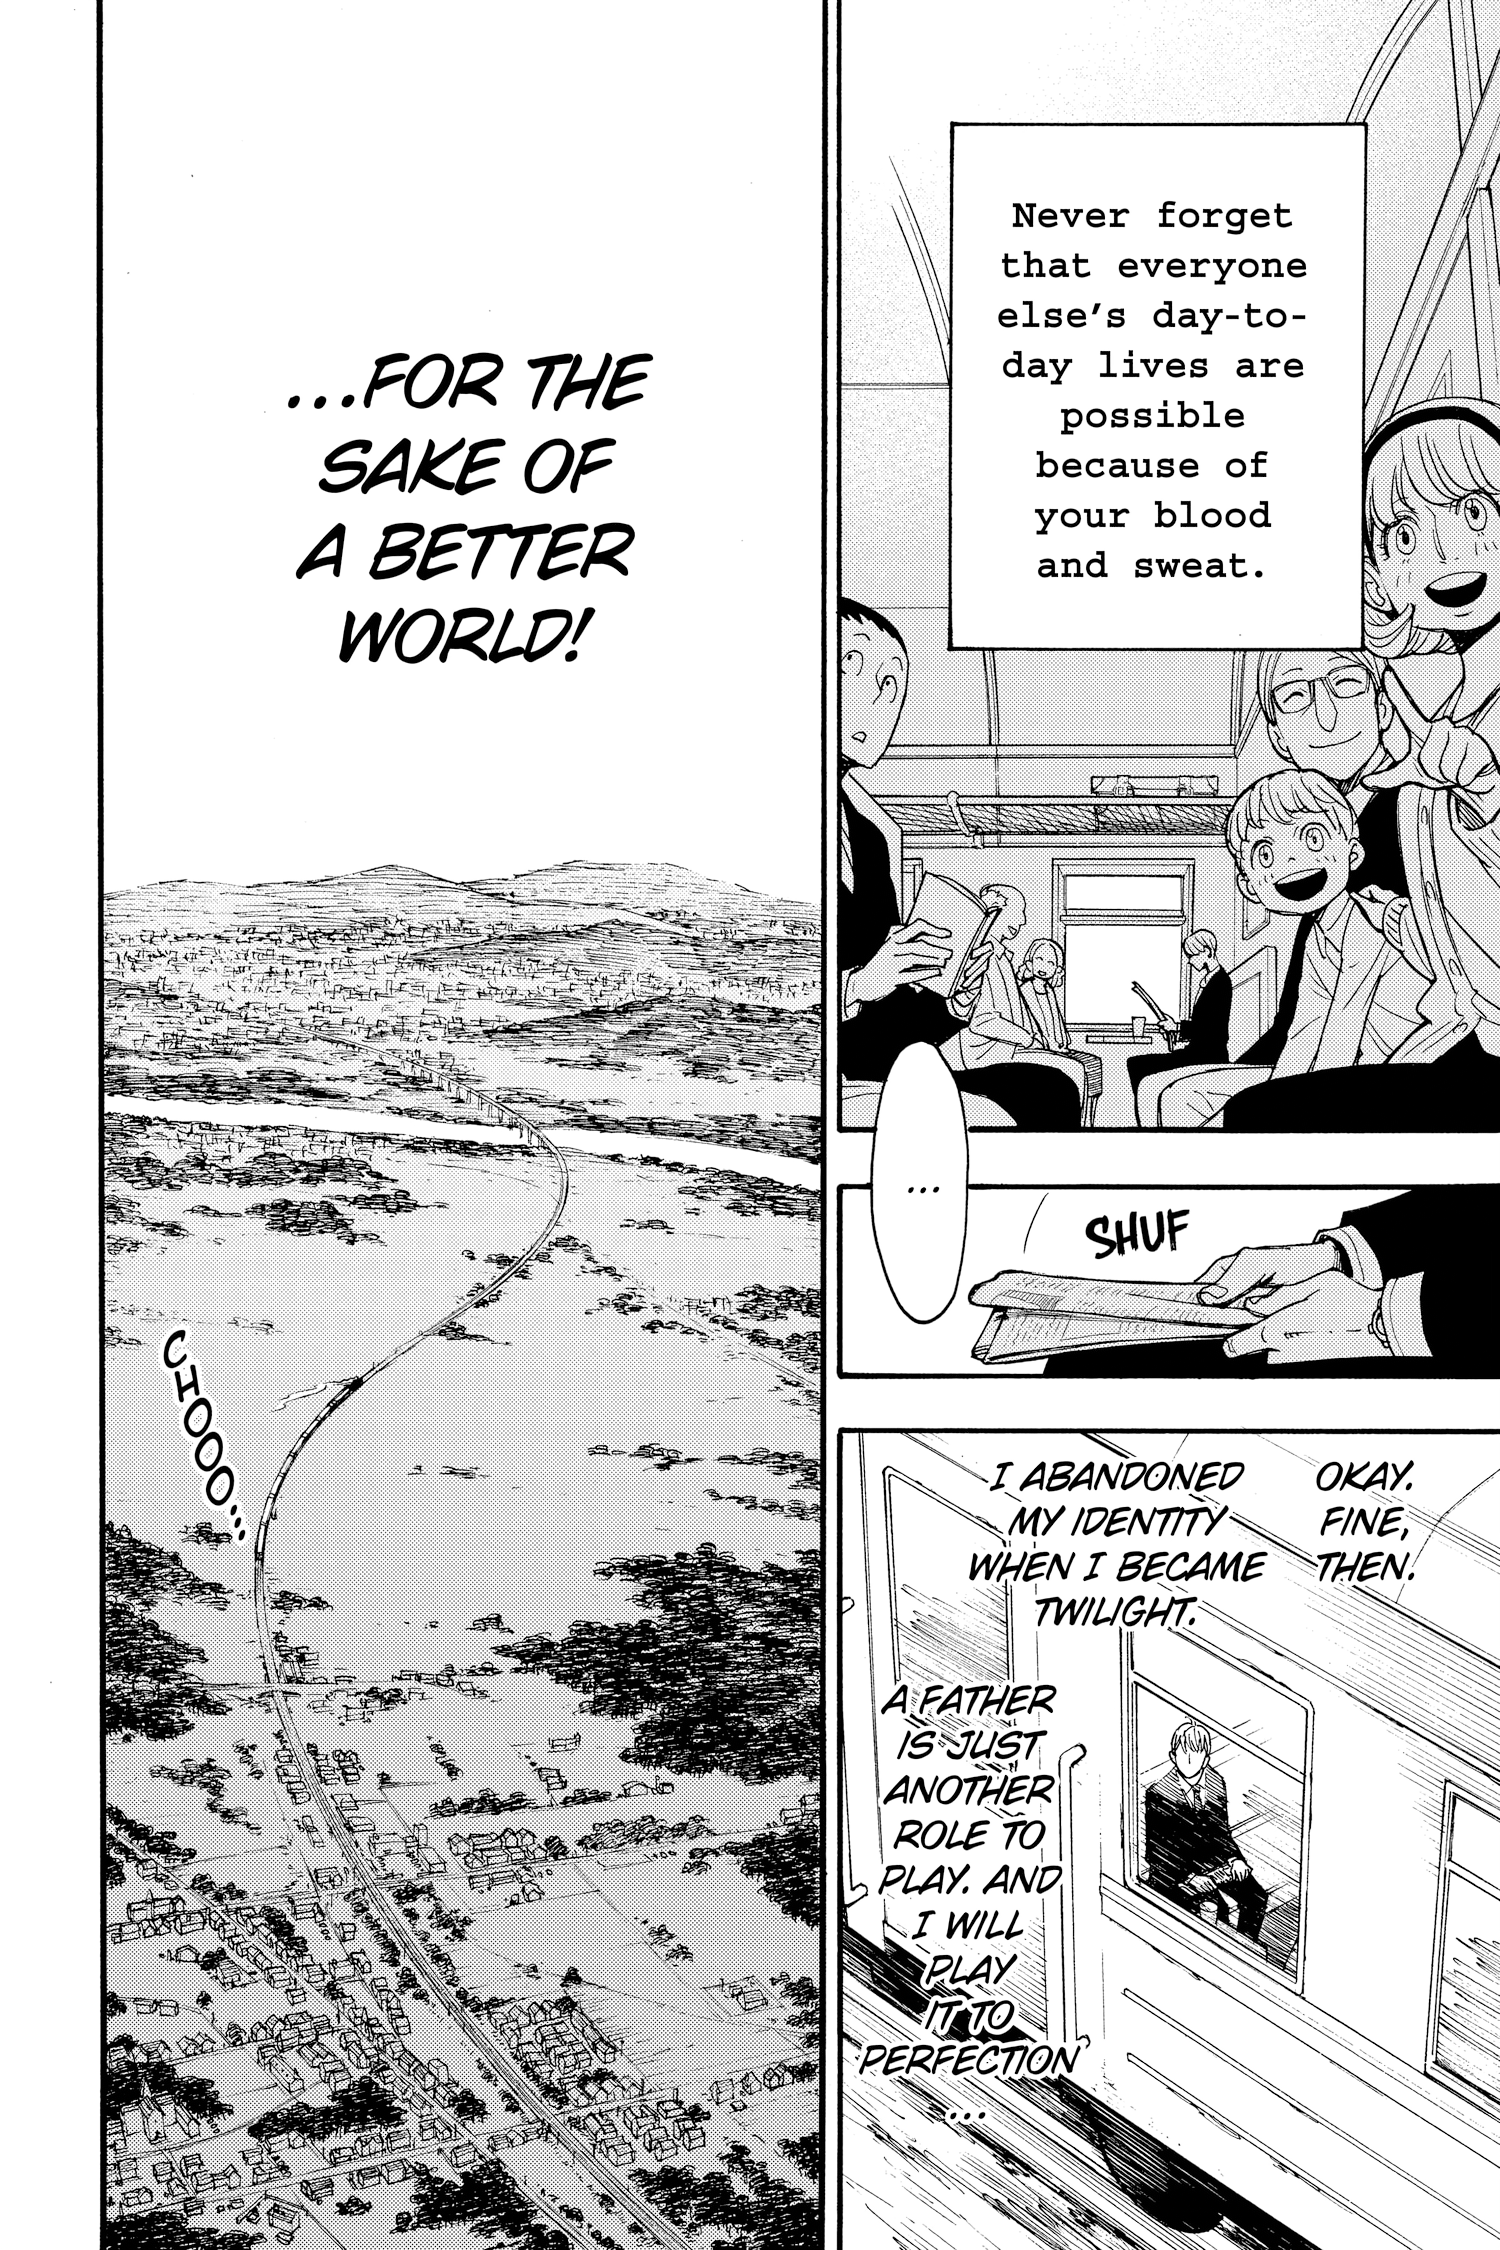 Never forget
that everyone
else's day-to-
day lives are
possible
because of
your blood
and sweat.
...
SHUF
OKAY.
FINE,
THEN.
I ABANDONED
MY IDENTITY
WHEN I BECAME
TWILIGHT.
A FATHER
IS JUST
ANOTHER
ROLE TO
PLAY. AND
I WILL
PLAY
IT TO
PERFECTION
...
...FOR THE
SAKE OF
A BETTER
WORLD!
CHOOO...